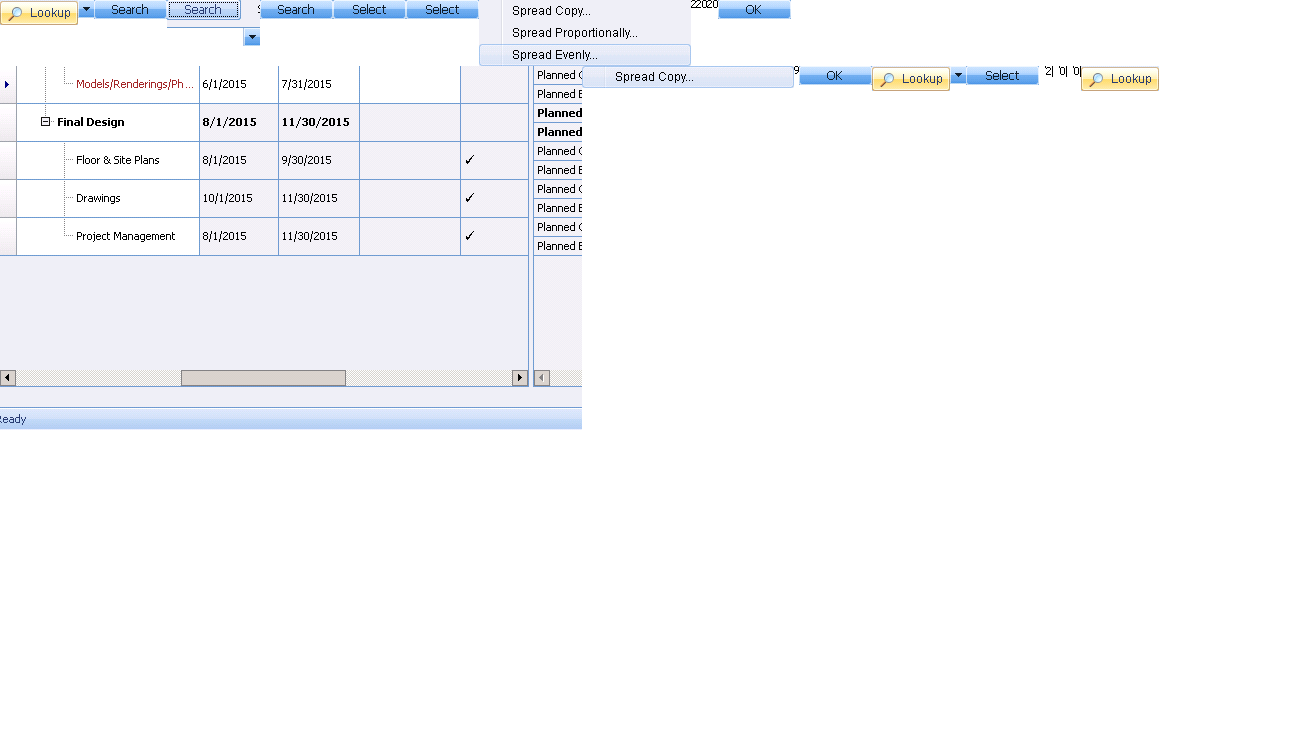 Lookup Search Search Search Select Select Spread Copy... 22020 OK
Spread Proportionally...
Spread Evenly...
Planned
Spread Copy... 9 OK Lookup Select '2| '0| '0| Lookup
Models/Renderings/Ph... 6/1/2015 7/31/2015
Planned
Final Design 8/1/2015 11/30/2015 Planned
Planned
Floor & Site Plans 8/1/2015 9/30/2015 ✓ Planned
Planned
Drawings 10/1/2015 11/30/2015 ✓ Planned
Planned
Project Management 8/1/2015 11/30/2015 ✓ Planned
Planned
Ready